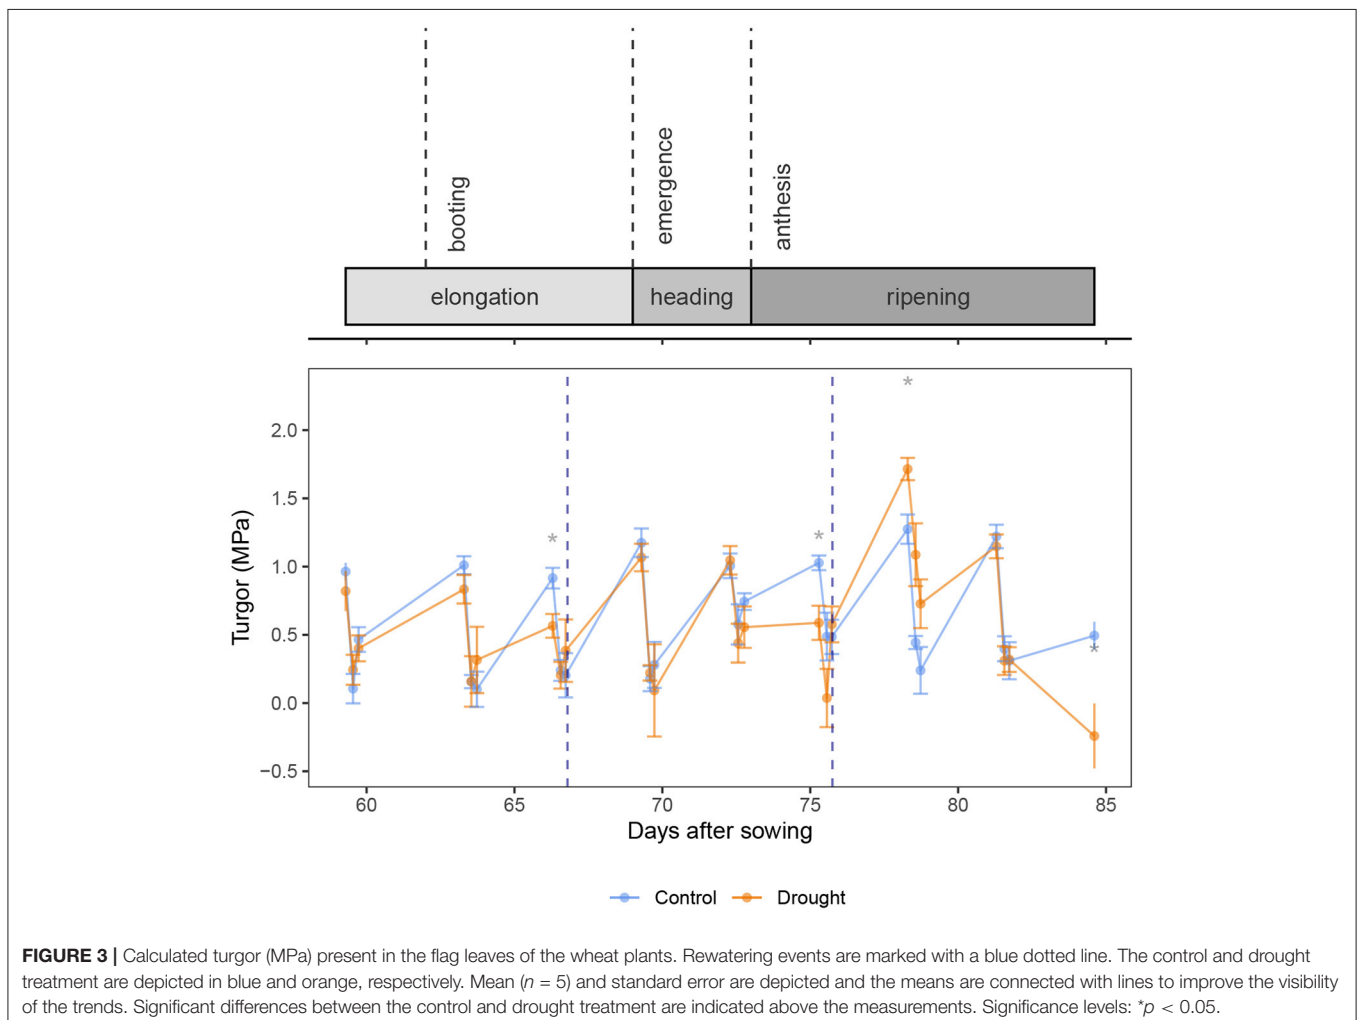 booting
emergence
anthesis
elongation heading ripening
*
* *
2.0
1.5
1.0
0.5
0.0
−0.5
*
Turgor (MPa)
60 65 70 75 80 85
Days after sowing
Control Drought
FIGURE 3 | Calculated turgor (MPa) present in the flag leaves of the wheat plants. Rewatering events are marked with a blue dotted line. The control and drought
treatment are depicted in blue and orange, respectively. Mean (n = 5) and standard error are depicted and the means are connected with lines to improve the visibility
of the trends. Significant differences between the control and drought treatment are indicated above the measurements. Significance levels: *p < 0.05.